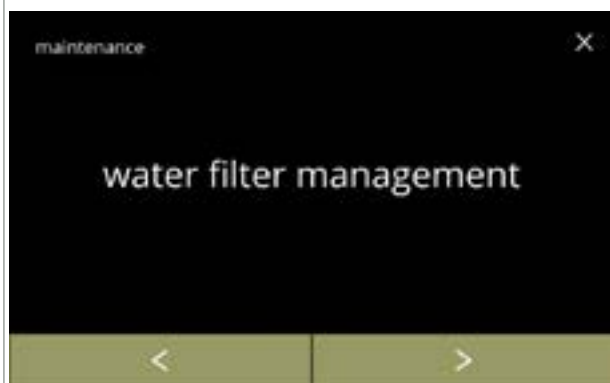 maintenance
×
water filter management
< >